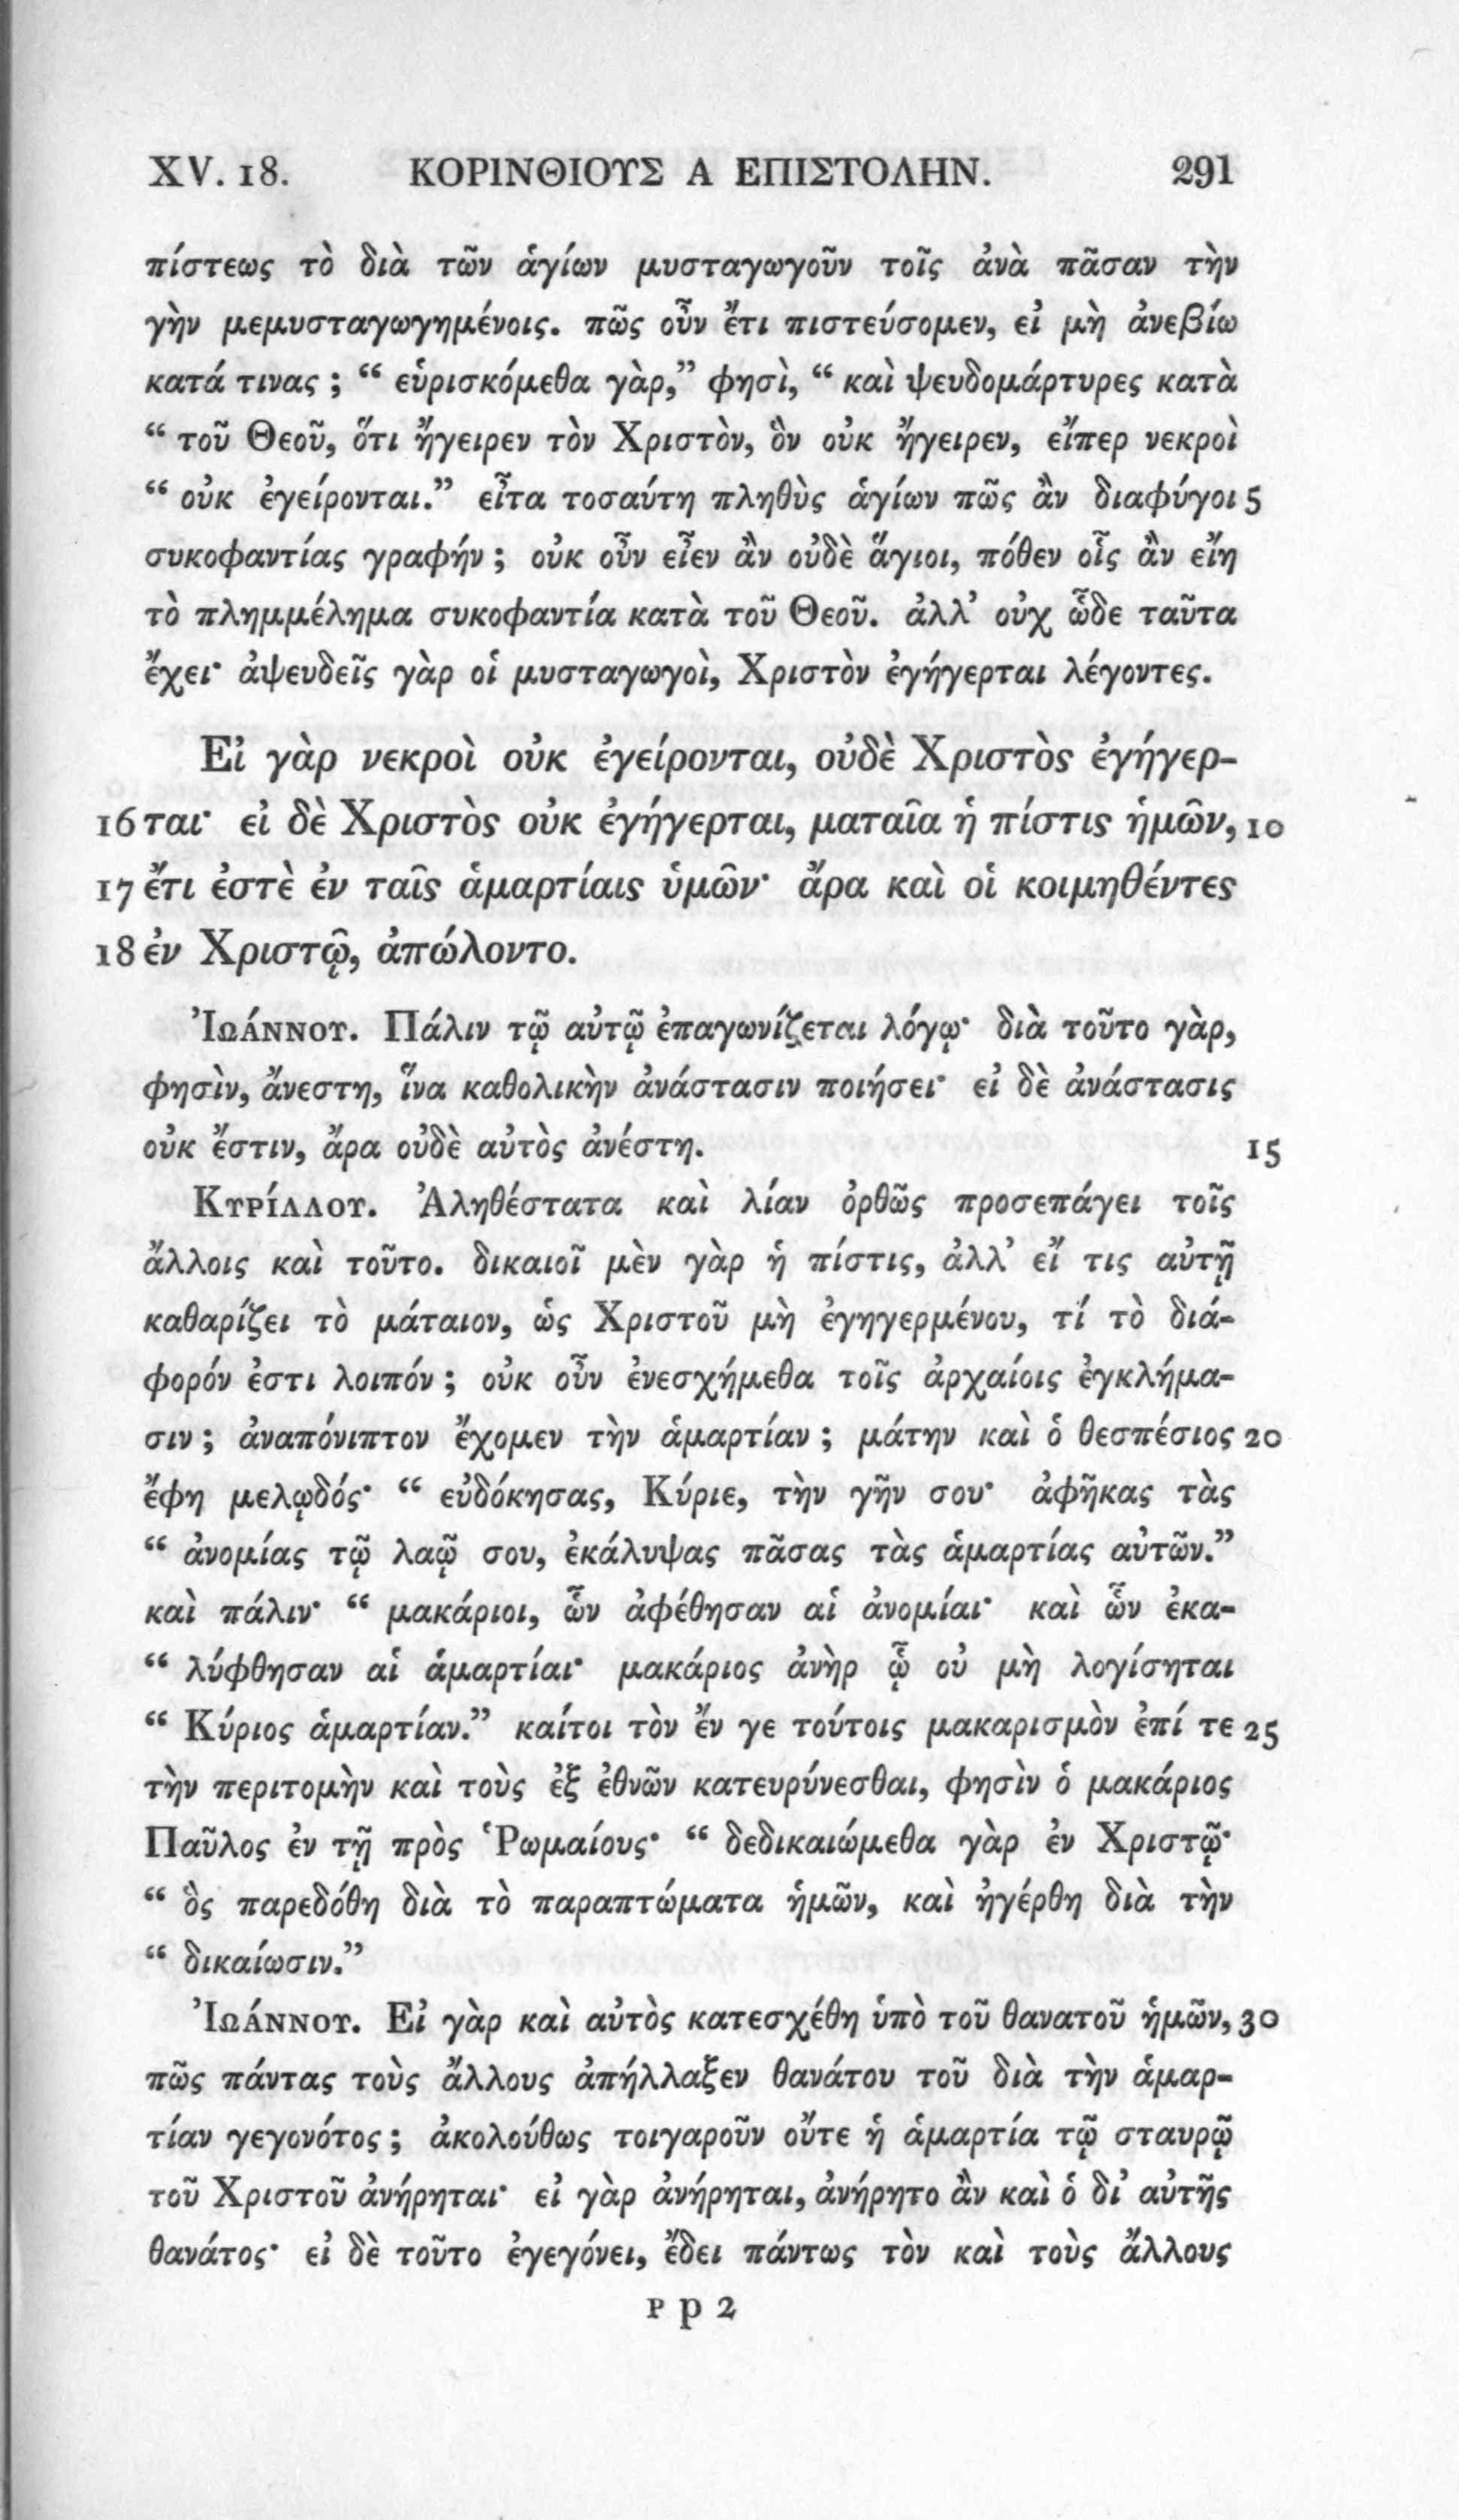 XV. 18. ΚΟΡΙΝΘΙΟΥΣ Α ΕΠΙΣΤΟΛΗΝ. 291
πίστεως τὸ διὰ τῶν ἁγίων μυσταγωγοῦν τοῖς ἀνὰ πᾶσαν τὴν
γὴν μεμυσταγωγημένοις. πῶς οὖν ἔτι πιστεύσομεν, εἰ μὴ ἀνεβίω
κατά τινας ; “ εὑρισκόμεθα γὰρ,” φησὶ, “ καὶ ψευδομάρτυρες κατὰ
“ τοῦ Θεοῦ, ὅτι ἤγειρεν τὸν Χριστὸν, ὃν οὐκ ἤγειρεν, εἴπερ νεκροὶ
“ οὐκ ἐγείρονται.” εἶτα τοσαύτη πληθὺς ἁγίων πῶς ἂν διαφύγοι 5
συκοφαντίας γραφήν ; οὐκ οὖν εἶεν ἂν οὐδὲ ἅγιοι, πόθεν οἷς ἂν εἴη
τὸ πλημμέλημα συκοφαντία κατὰ τοῦ Θεοῦ. ἀλλ’ οὐχ ὧδε ταῦτα
ἔχει· ἀψευδεῖς γὰρ οἱ μυσταγωγοὶ, Χριστὸν ἐγήγερται λέγοντες.
Εἰ γὰρ νεκροὶ οὐκ ἐγείρονται, οὐδὲ Χριστὸς ἐγήγερ-
16 ται· εἰ δὲ Χριστὸς οὐκ ἐγήγερται, ματαῖα ἡ πίστις ἡμῶν, 10
17 ἔτι ἐστὲ ἐν ταῖς ἁμαρτίαις ὑμῶν· ἄρα καὶ οἱ κοιμηθέντες
18 ἐν Χριστῷ, ἀπώλοντο.
Ἰωάννου. Πάλιν τῷ αὐτῷ ἐπαγωνίζεται λόγῳ· διὰ τοῦτο γὰρ,
φησὶν, ἄνεστη, ἵνα καθολικὴν ἀνάστασιν ποιήσει· εἰ δὲ ἀνάστασις
οὐκ ἔστιν, ἄρα οὐδὲ αὐτὸς ἀνέστη. 15
Κυρίλλου. Ἀληθέστατα καὶ λίαν ὀρθῶς προσεπάγει τοῖς
ἄλλοις καὶ τοῦτο. δικαιοῖ μὲν γὰρ ἡ πίστις, ἀλλ’ εἴ τις αὐτῇ
καθαρίζει τὸ μάταιον, ὡς Χριστοῦ μὴ ἐγηγερμένου, τί τὸ διά-
φορόν ἐστι λοιπόν ; οὐκ οὖν ἐνεσχήμεθα τοῖς ἀρχαίοις ἐγκλήμα-
σιν ; ἀναπόνιπτον ἔχομεν τὴν ἁμαρτίαν ; μάτην καὶ ὁ θεσπέσιος 20
ἔφη μελῳδός· “ εὐδόκησας, Κύριε, τὴν γῆν σου· ἀφῆκας τὰς
“ ἀνομίας τῷ λαῷ σου, ἐκάλυψας πᾶσας τὰς ἁμαρτίας αὐτῶν.”
καὶ πάλιν· “ μακάριοι, ὧν ἀφέθησαν αἱ ἀνομίαι· καὶ ὧν ἐκα-
“ λύφθησαν αἱ ἁμαρτίαι· μακάριος ἀνὴρ ᾧ οὐ μὴ λογίσηται
“ Κύριος ἁμαρτίαν.” καίτοι τὸν ἔν γε τούτοις μακαρισμὸν ἐπί τε 25
τὴν περιτομὴν καὶ τοὺς ἐξ ἐθνῶν κατευρύνεσθαι, φησὶν ὁ μακάριος
Παῦλος ἐν τῇ πρὸς Ῥωμαίους· “ δεδικαιώμεθα γὰρ ἐν Χριστῷ·
“ ὃς παρεδόθη διὰ τὸ παραπτώματα ἡμῶν, καὶ ἠγέρθη διὰ τὴν
“ δικαίωσιν.”
Ἰωάννου. Εἰ γὰρ καὶ αὐτὸς κατεσχέθη ὑπὸ τοῦ θανατοῦ ἡμῶν, 30
πῶς πάντας τοὺς ἄλλους ἀπήλλαξεν θανάτου τοῦ διὰ τὴν ἁμαρ-
τίαν γεγονότος ; ἀκολούθως τοιγαροῦν οὔτε ἡ ἁμαρτία τῷ σταυρῷ
τοῦ Χριστοῦ ἀνήρηται· εἰ γὰρ ἀνήρηται, ἀνήρητο ἂν καὶ ὁ δι’ αὐτῆς
θανάτος· εἰ δὲ τοῦτο ἐγεγόνει, ἔδει πάντως τὸν καὶ τοὺς ἄλλους
P p 2